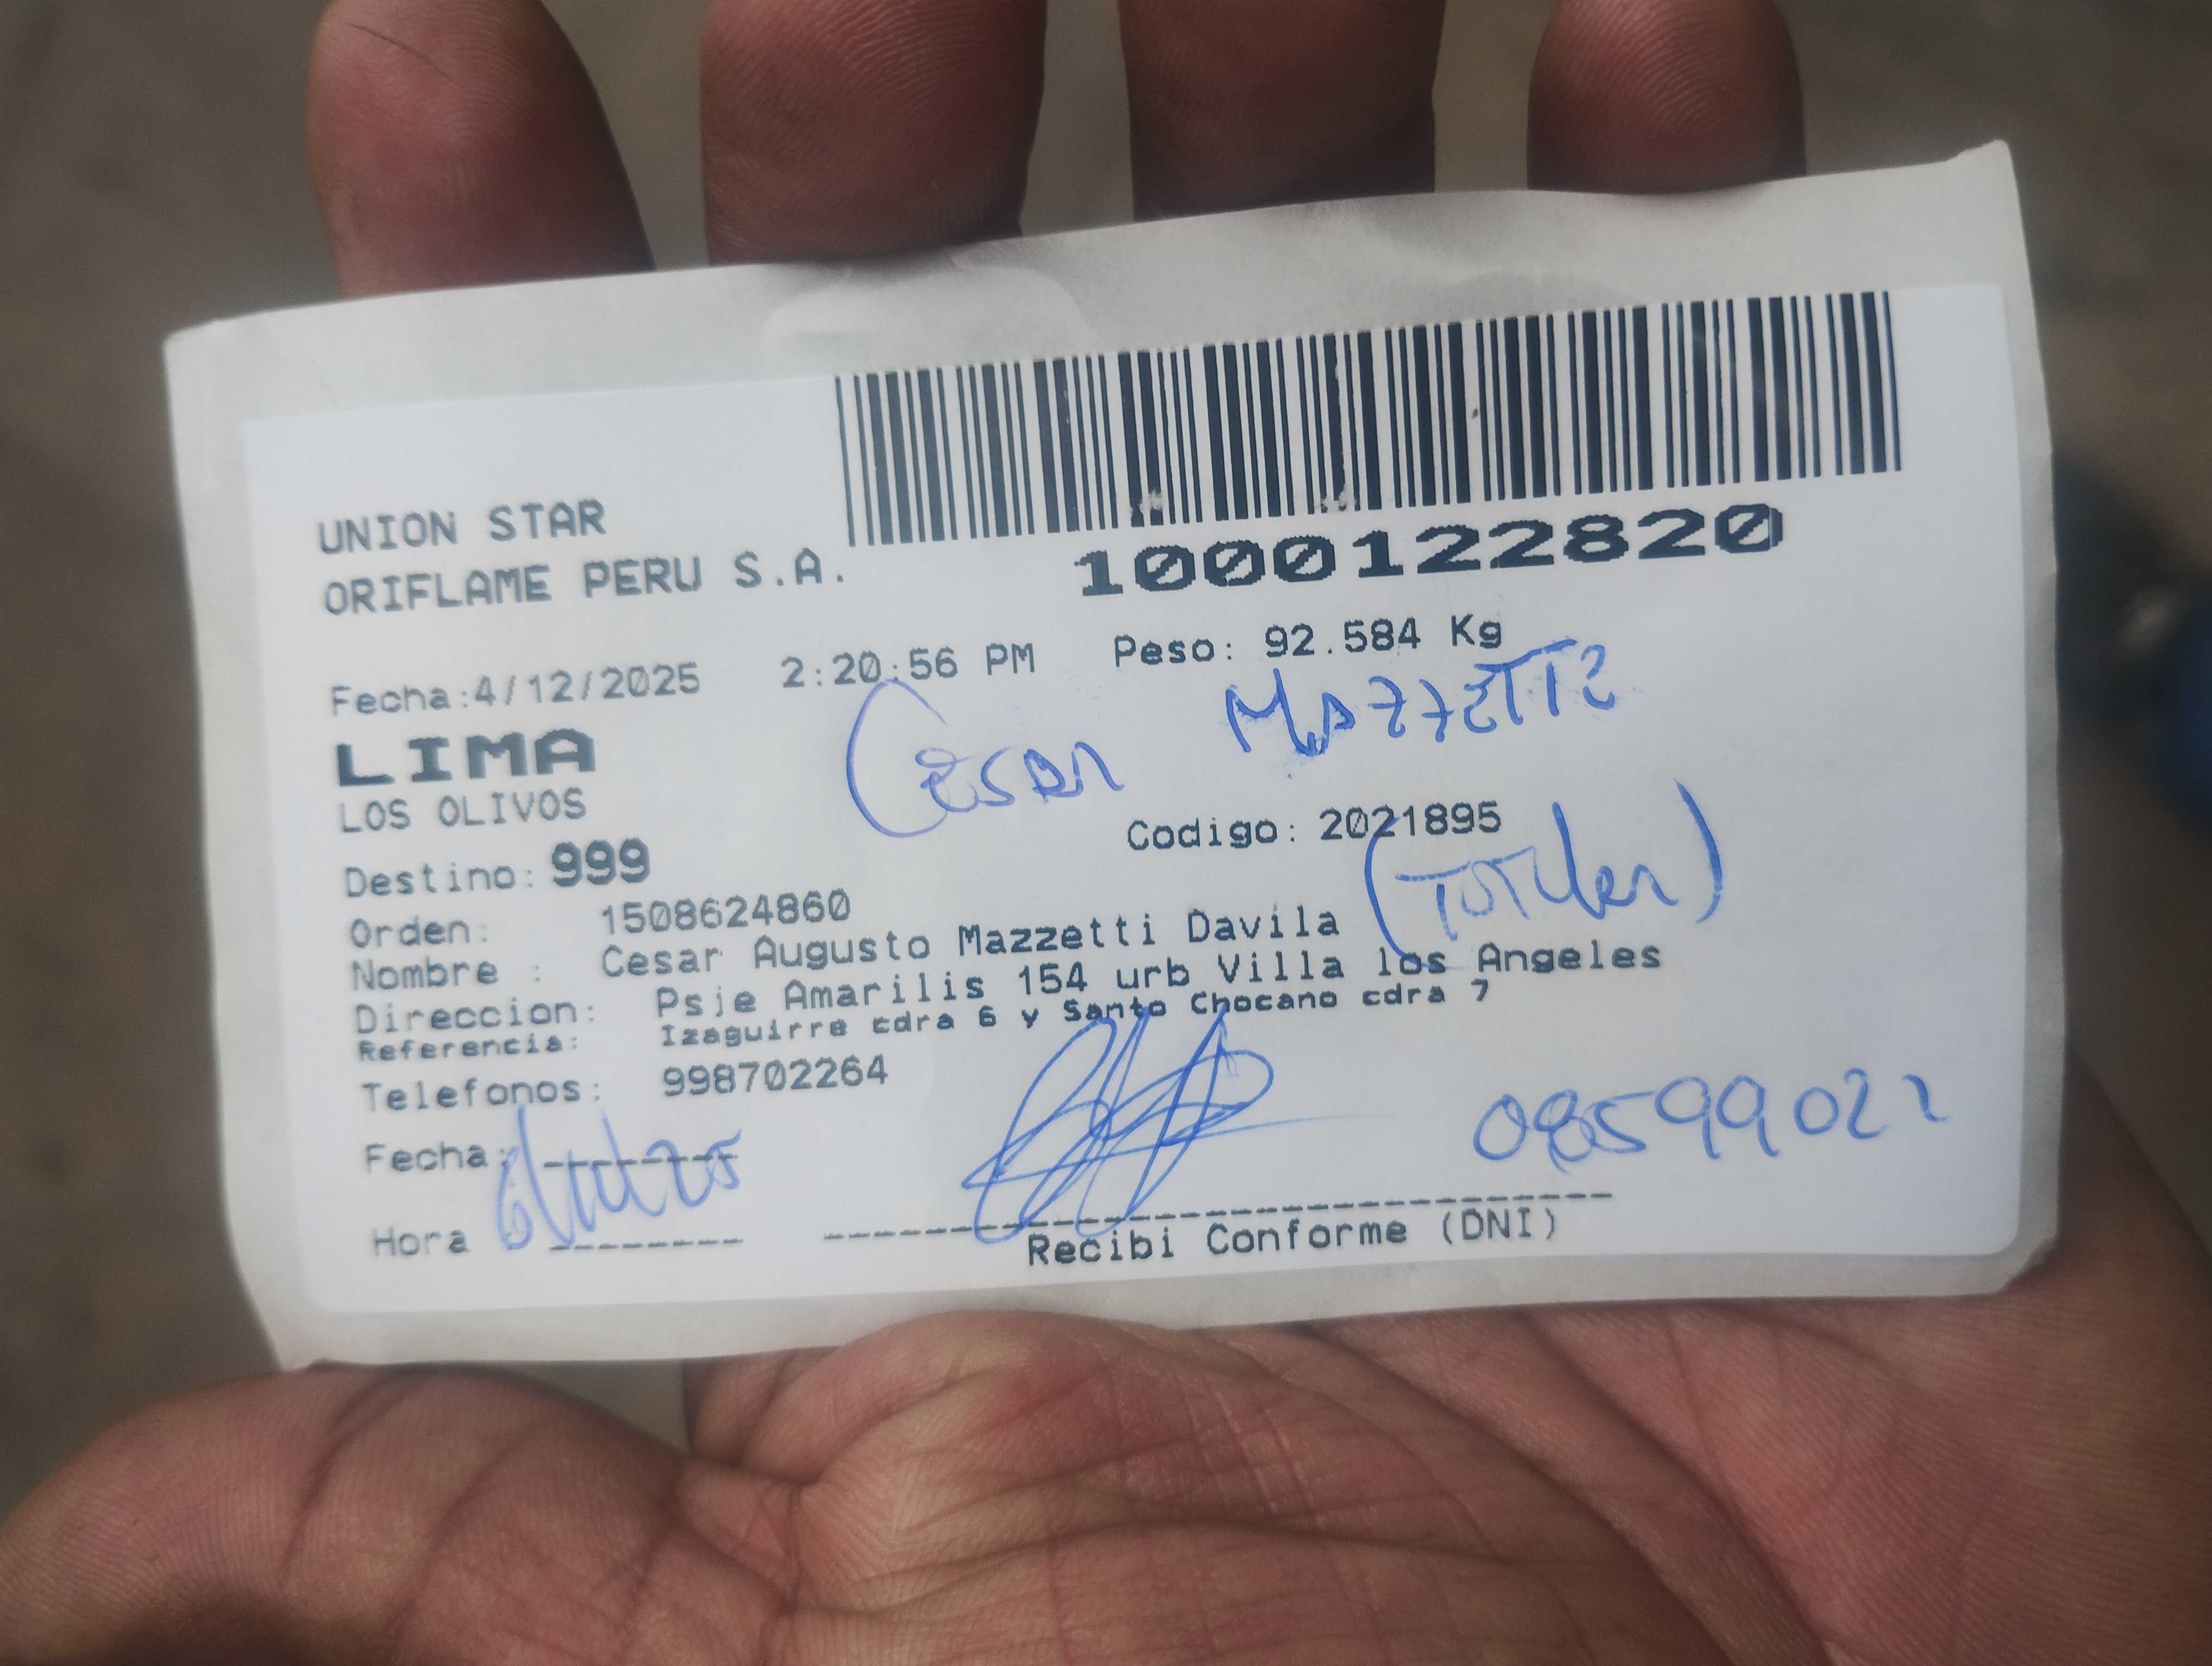 UNION STAR
ORIFLAME PERU S.A.
1000122820
Fecha:4/12/2025 2:20:56 PM Peso: 92.584 Kg
Cesar Mazzetti
LIMA
LOS OLIVOS
Codigo: 2021895
Destino: 999
(Titular)
Orden: 1508624860
Nombre : Cesar Augusto Mazzetti Davila
Direccion: Psje Amarilis 154 urb Villa los Angeles
Referencia: Izaguirre cdra 6 y Santo Chocano cdra 7
Telefonos: 998702264
Fecha:
08599022
Hora
Recibi Conforme (DNI)